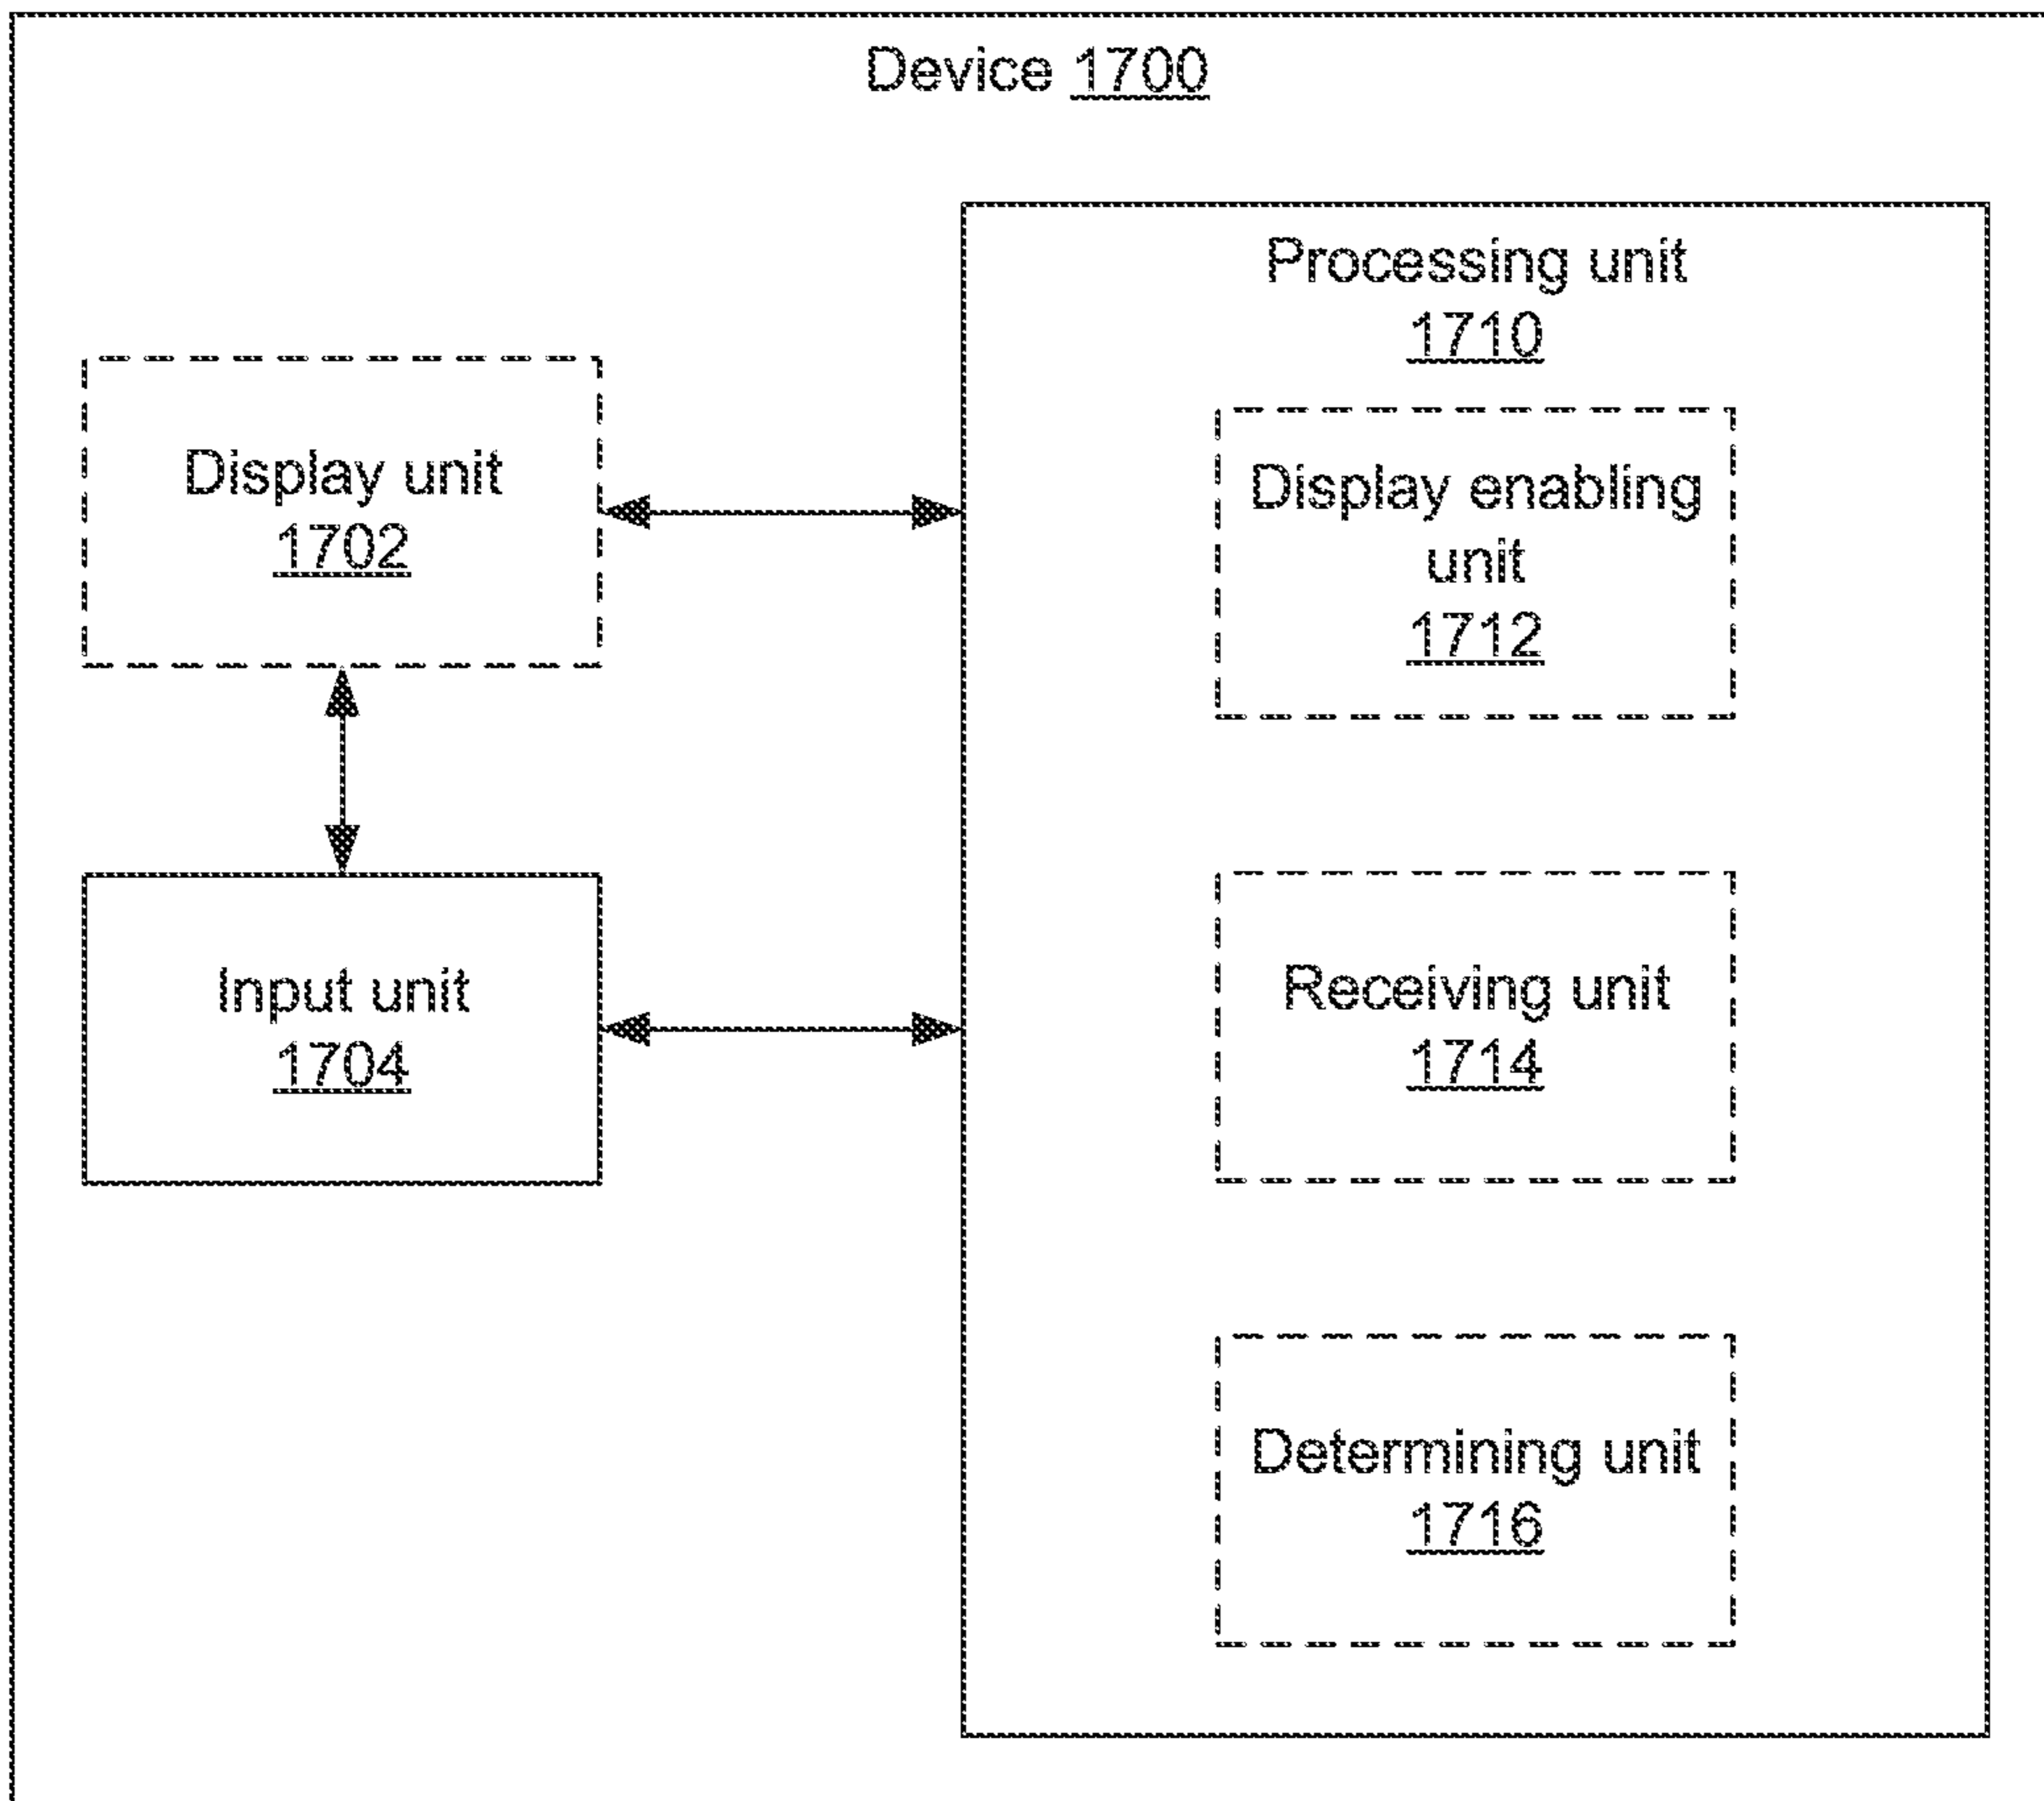 Device 1700
Processing unit
1710
Display unit
1702
Display enabling
unit
1712
Input unit
1704
Receiving unit
1714
Determining unit
1716